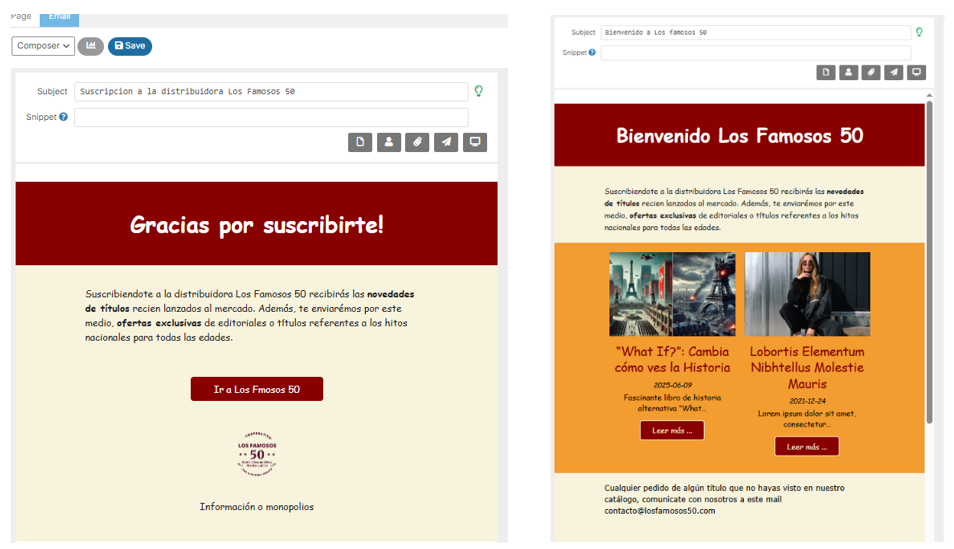 Page
Email
Composer
Save
Subject
Suscripcion a la distribuidora Los Famosos 50
Snippet
Gracias por suscribirte!
Suscribiendote a la distribuidora Los Famosos 50 recibirás las novedades
de títulos recien lanzados al mercado. Además, te enviarémos por este
medio, ofertas exclusivas de editoriales o títulos referentes a los hitos
nacionales para todas las edades.
Ir a Los Fmosos 50
LOS FAMOSOS
50
Información o monopolios
Subject
Bienvenido a Los famosos 50
Snippet
Bienvenido Los Famosos 50
Suscribiendote a la distribuidora Los Famosos 50 recibirás las novedades
de títulos recien lanzados al mercado. Además, te enviarémos por este
medio, ofertas exclusivas de editoriales o títulos referentes a los hitos
nacionales para todas las edades.
"What If?": Cambia
cómo ves la Historia
2025-06-09
Fascinante libro de historia
alternativa "What...
Leer más ...
Lobortis Elementum
Nibhtellus Molestie
Mauris
2021-12-24
Lorem ipsum dolor sit amet,
consectetur...
Leer más ...
Cualquier pedido de algún título que no hayas visto en nuestro
catálogo, comunicate con nosotros a este mail
contacto@losfamosos50.com